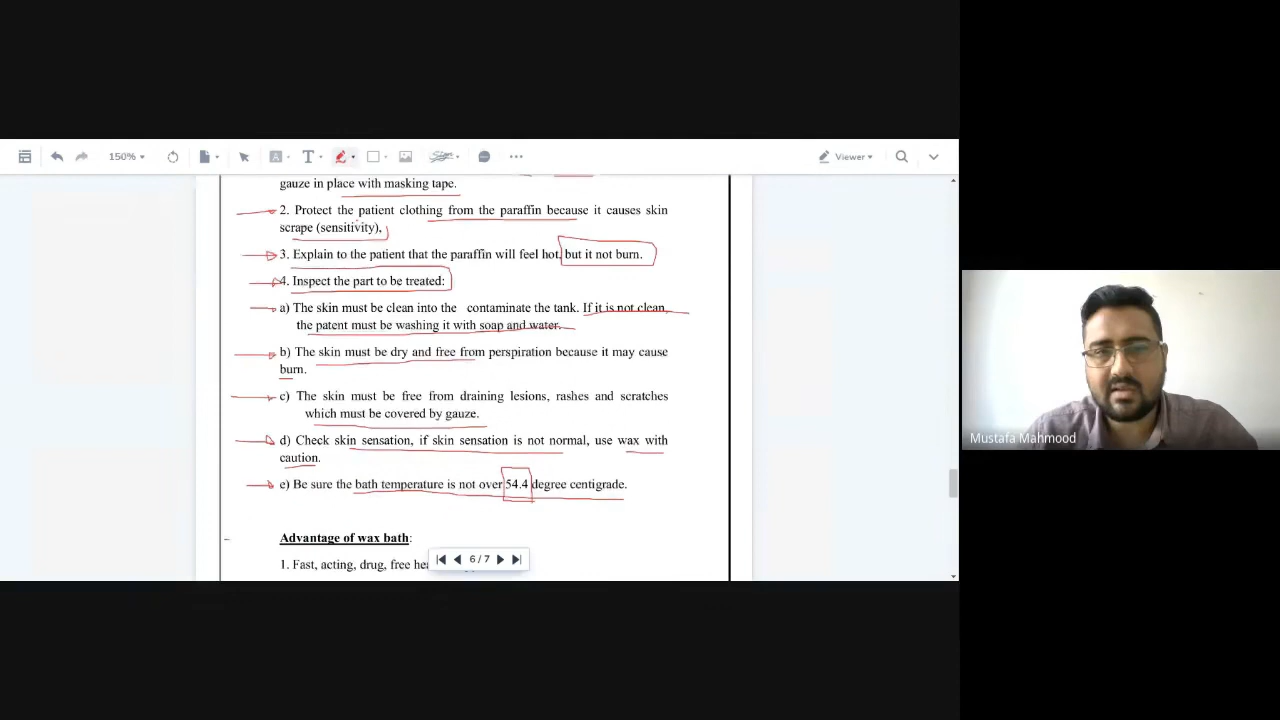 150%
T
Viewer
gauze in place with masking tape.
2. Protect the patient clothing from the paraffin because it causes skin
scrape (sensitivity),
3. Explain to the patient that the paraffin will feel hot, but it not burn.
4. Inspect the part to be treated:
a) The skin must be clean into the contaminate the tank. If it is not clean,
the patent must be washing it with soap and water.
b) The skin must be dry and free from perspiration because it may cause
burn.
c) The skin must be free from draining lesions, rashes and scratches
which must be covered by gauze.
d) Check skin sensation, if skin sensation is not normal, use wax with
caution.
e) Be sure the bath temperature is not over 54.4 degree centigrade.
Advantage of wax bath:
1. Fast, acting, drug, free
6 / 7
Mustafa Mahmood